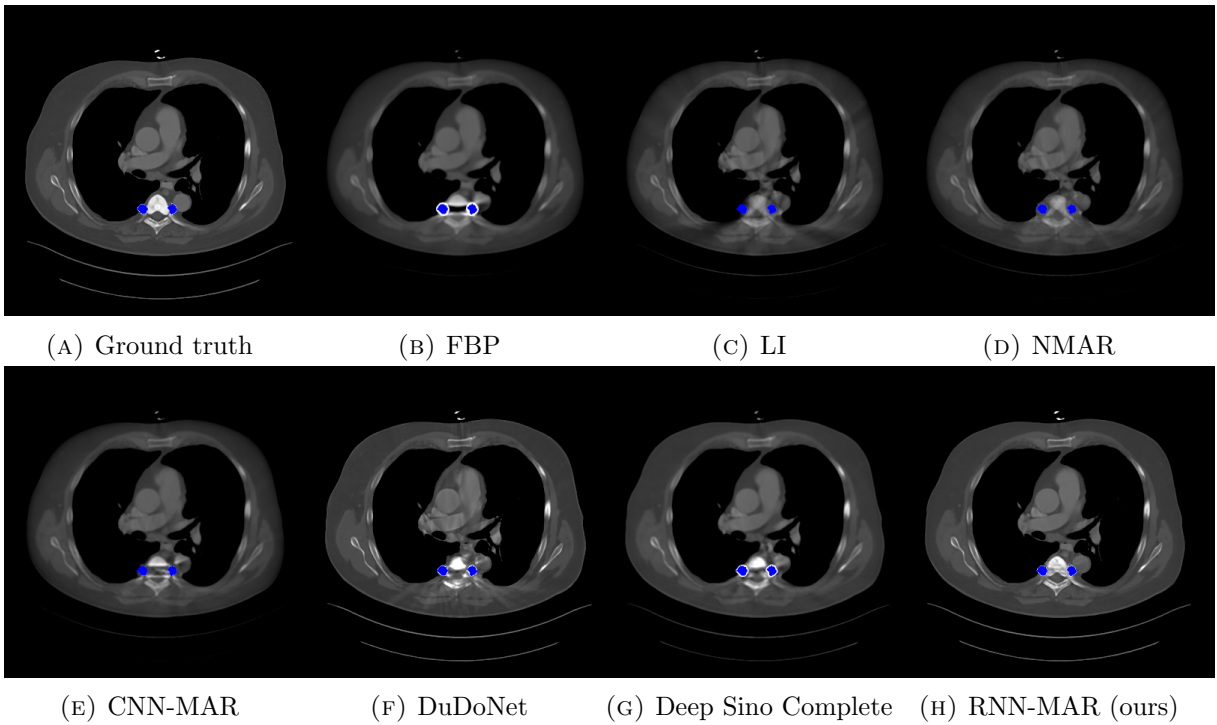 (A) Ground truth
(B) FBP
(C) LI
(D) NMAR
(E) CNN-MAR
(F) DuDoNet
(G) Deep Sino Complete
(H) RNN-MAR (ours)